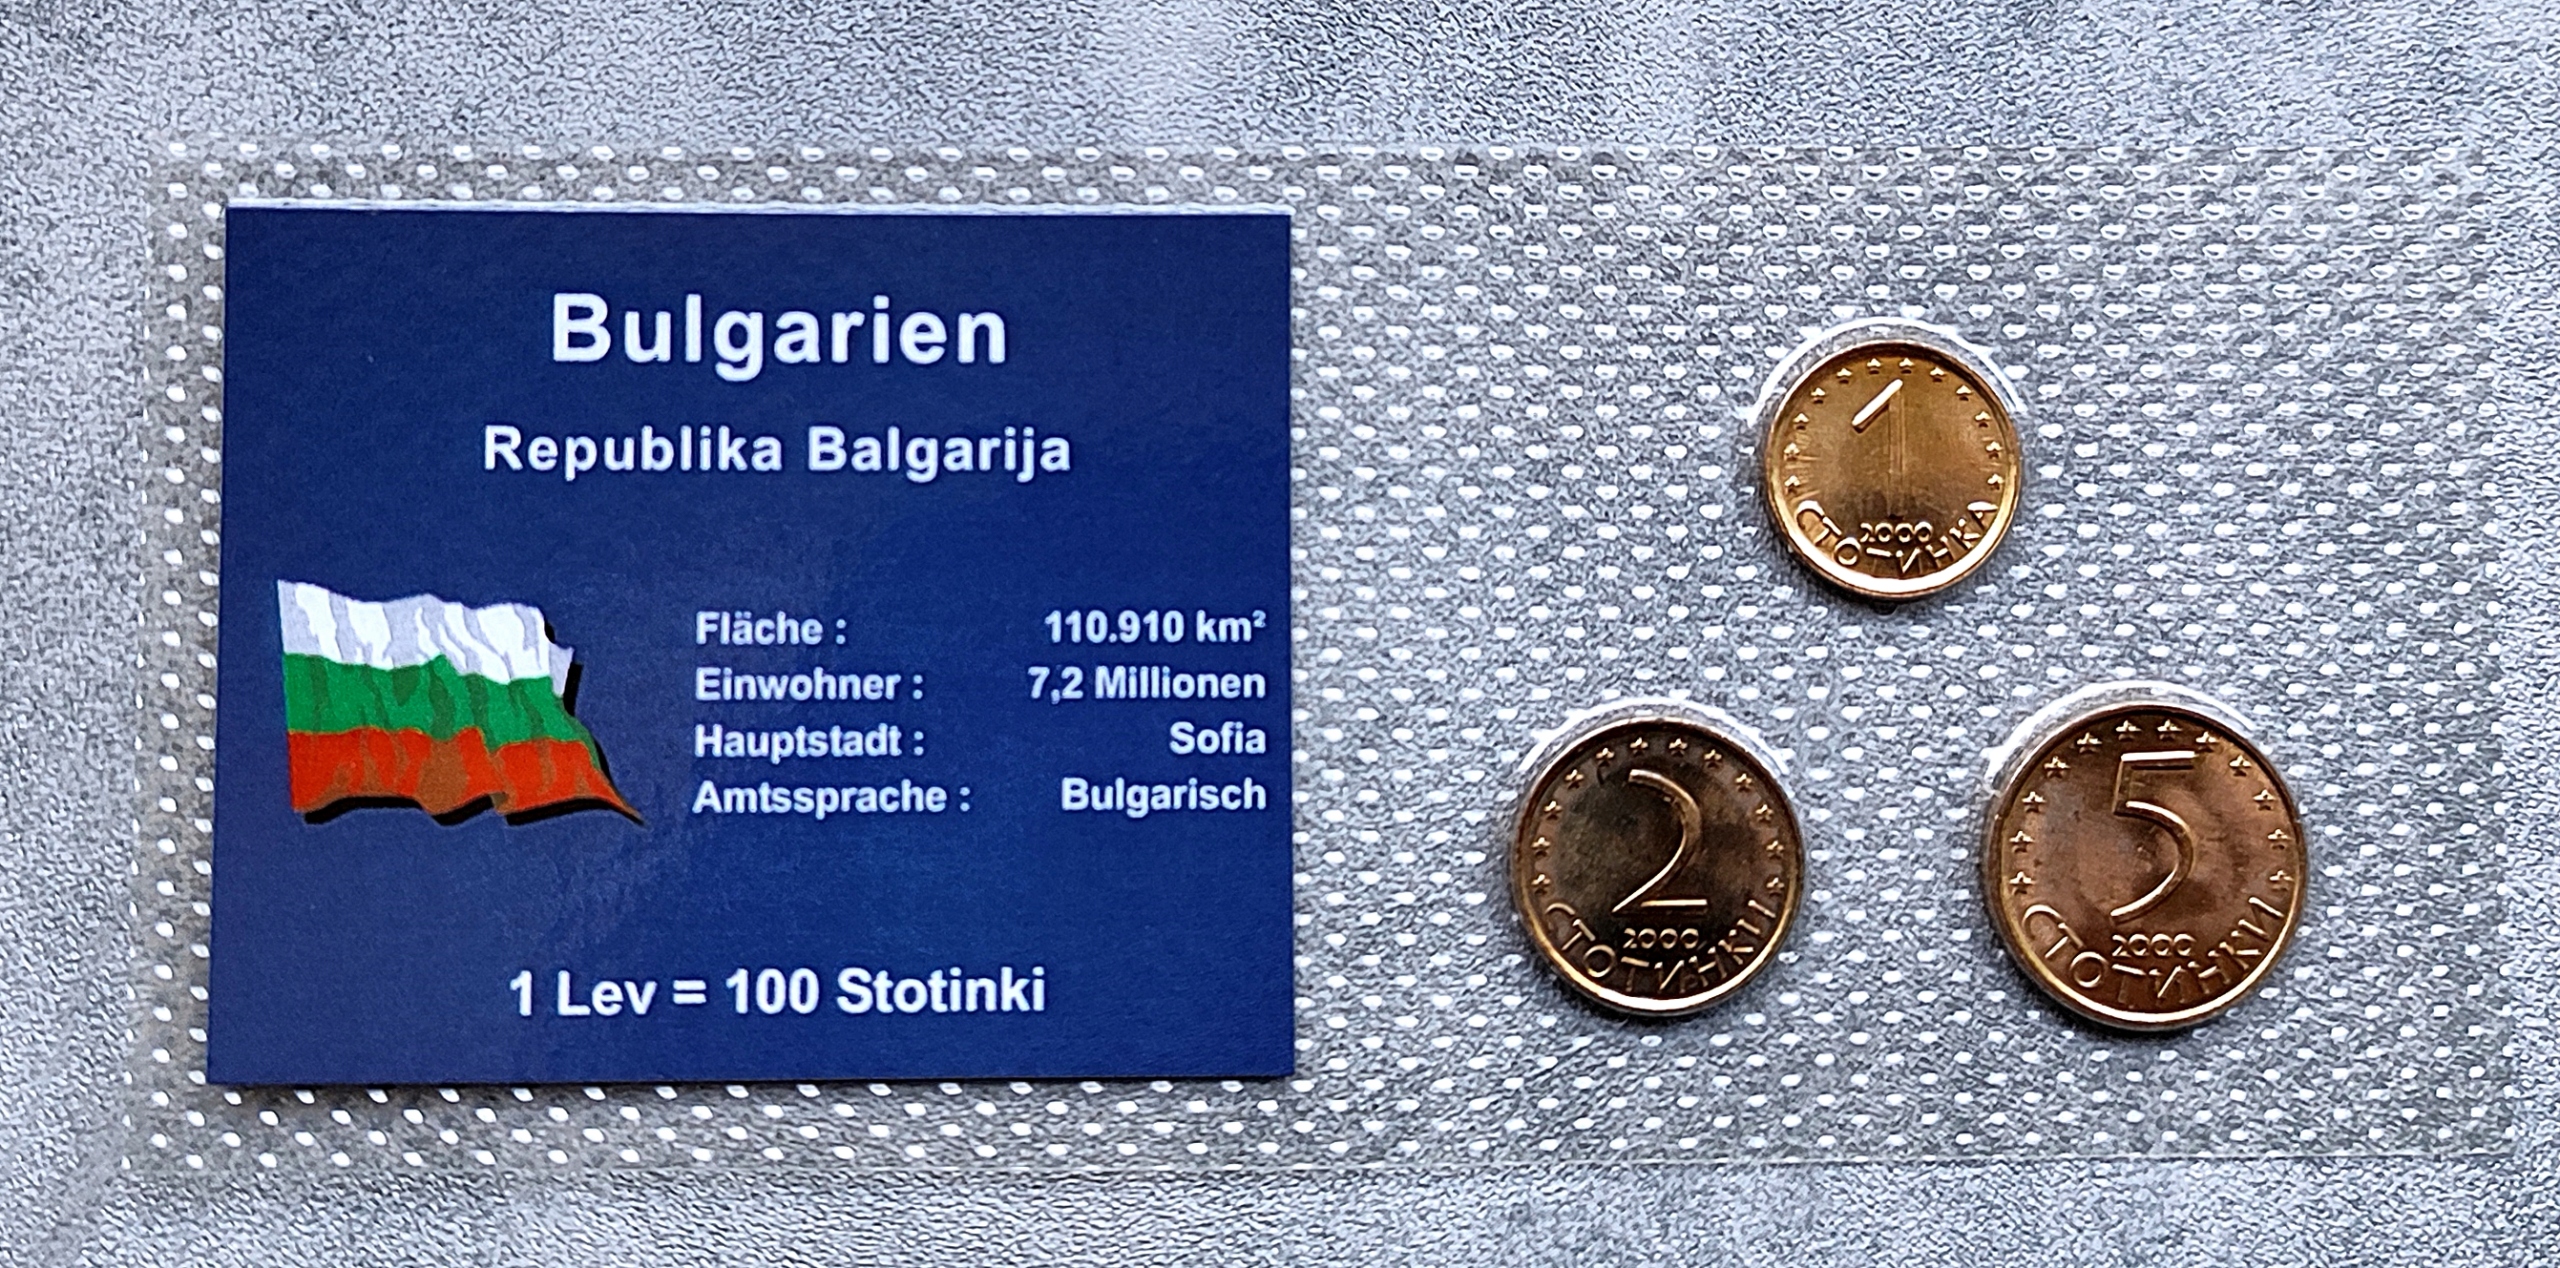 Bulgarien
Republika Balgarija
Fläche : 110.910 km²
Einwohner : 7,2 Millionen
Hauptstadt : Sofia
Amtssprache : Bulgarisch
1 Lev = 100 Stotinki
1
2000
СТОТИНКА
2
2000
СТОТИНКИ
5
2000
СТОТИНКИ